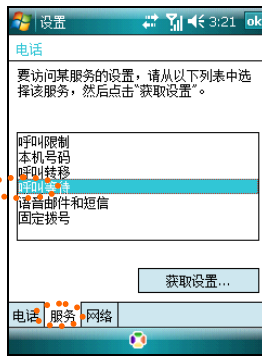 设置 3:21 ok
电话
要访问某服务的设置，请从以下列表中选
择该服务，然后点击"获取设置"。
呼叫限制
本机号码
呼叫转移
呼叫等待
语音邮件和短信
固定拨号
获取设置...
电话 服务 网络